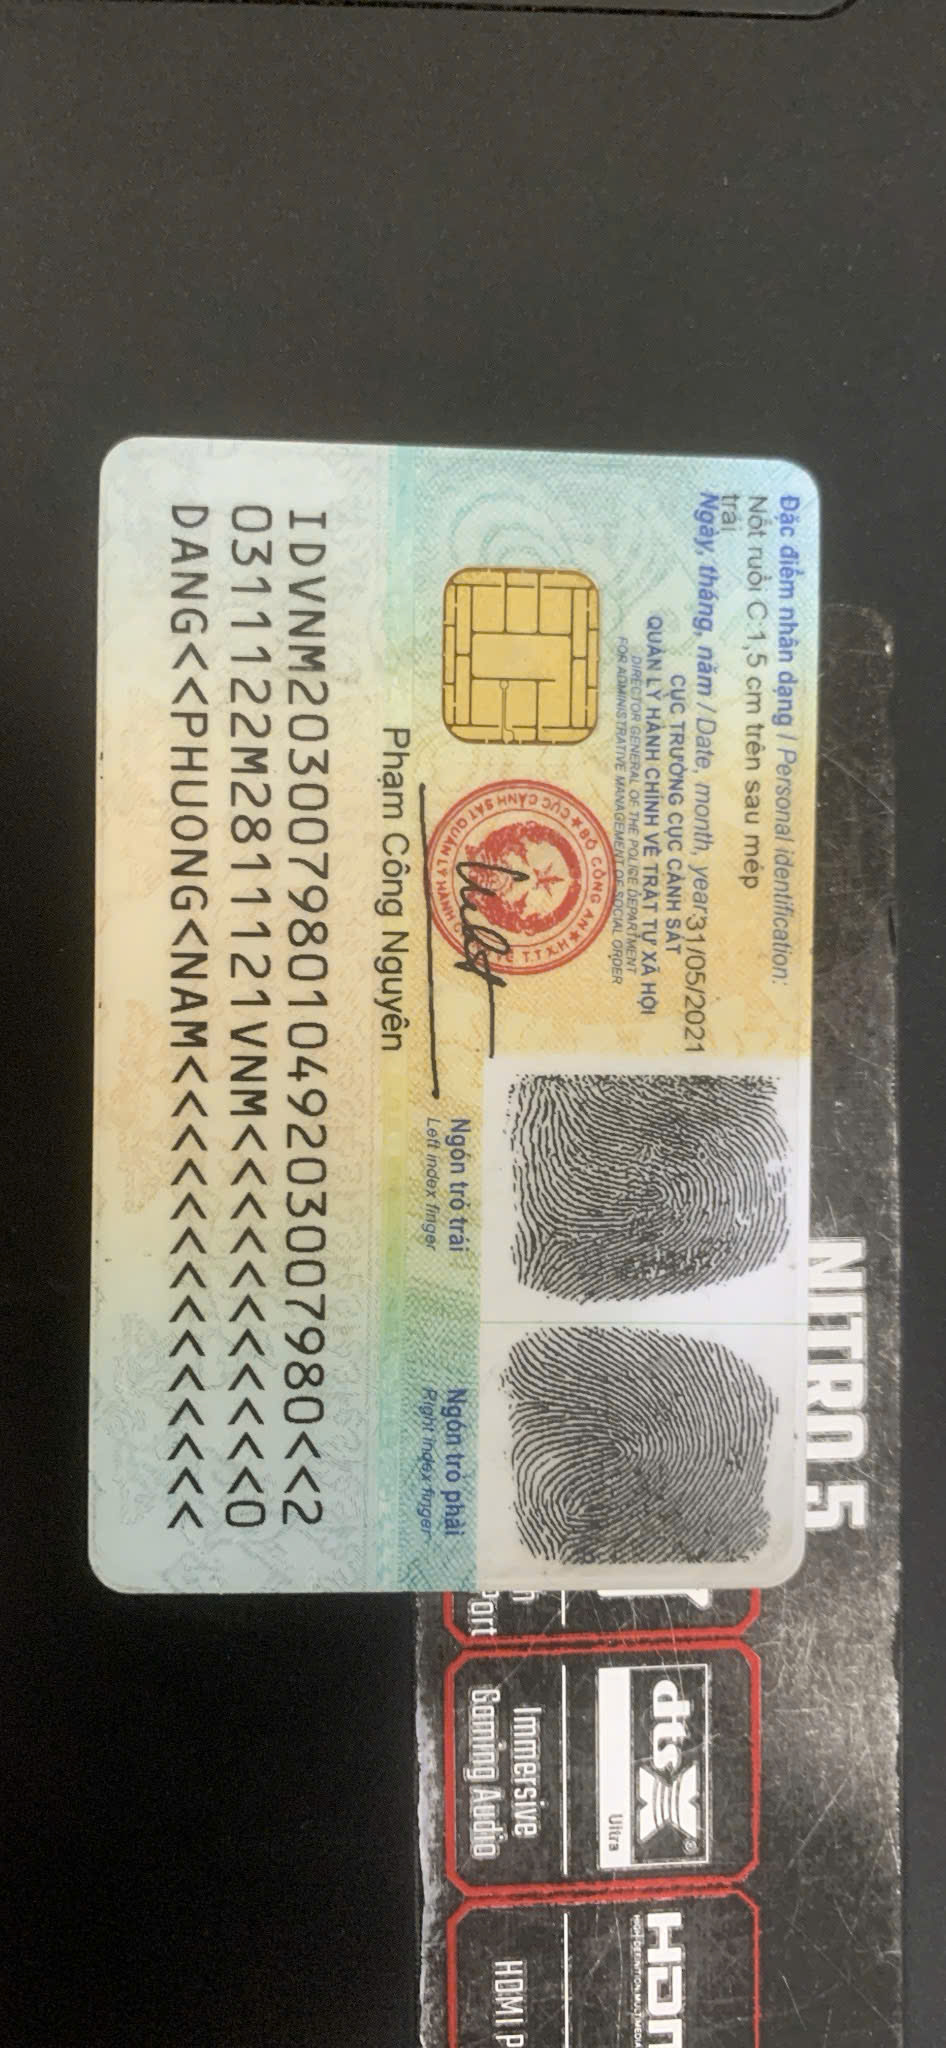 Đặc điểm nhân dạng / Personal identification:
Nốt ruồi C:1,5 cm trên sau mép
trái
Ngày, tháng, năm / Date, month, year:31/05/2021
CỤC TRƯỞNG CỤC CẢNH SÁT
QUẢN LÝ HÀNH CHÍNH VỀ TRẬT TỰ XÃ HỘI
DIRECTOR GENERAL OF THE POLICE DEPARTMENT
FOR ADMINISTRATIVE MANAGEMENT OF SOCIAL ORDER
BỘ CÔNG AN
CỤC CẢNH SÁT QUẢN LÝ HÀNH
T.T.X.H
Phạm Công Nguyên
Ngón trỏ trái
Left index finger
Ngón trỏ phải
Right index finger
IDVNM2030079801049203007980<<2
0311122M2811121VNM<<<<<<<<<<<0
DANG<<PHUONG<NAM<<<<<<<<<<<<<<
NITRO 5
dts X®
Ultra
Immersive
Gaming Audio
HIGH-DEFINITION MULTIMEDIA
HDMI P